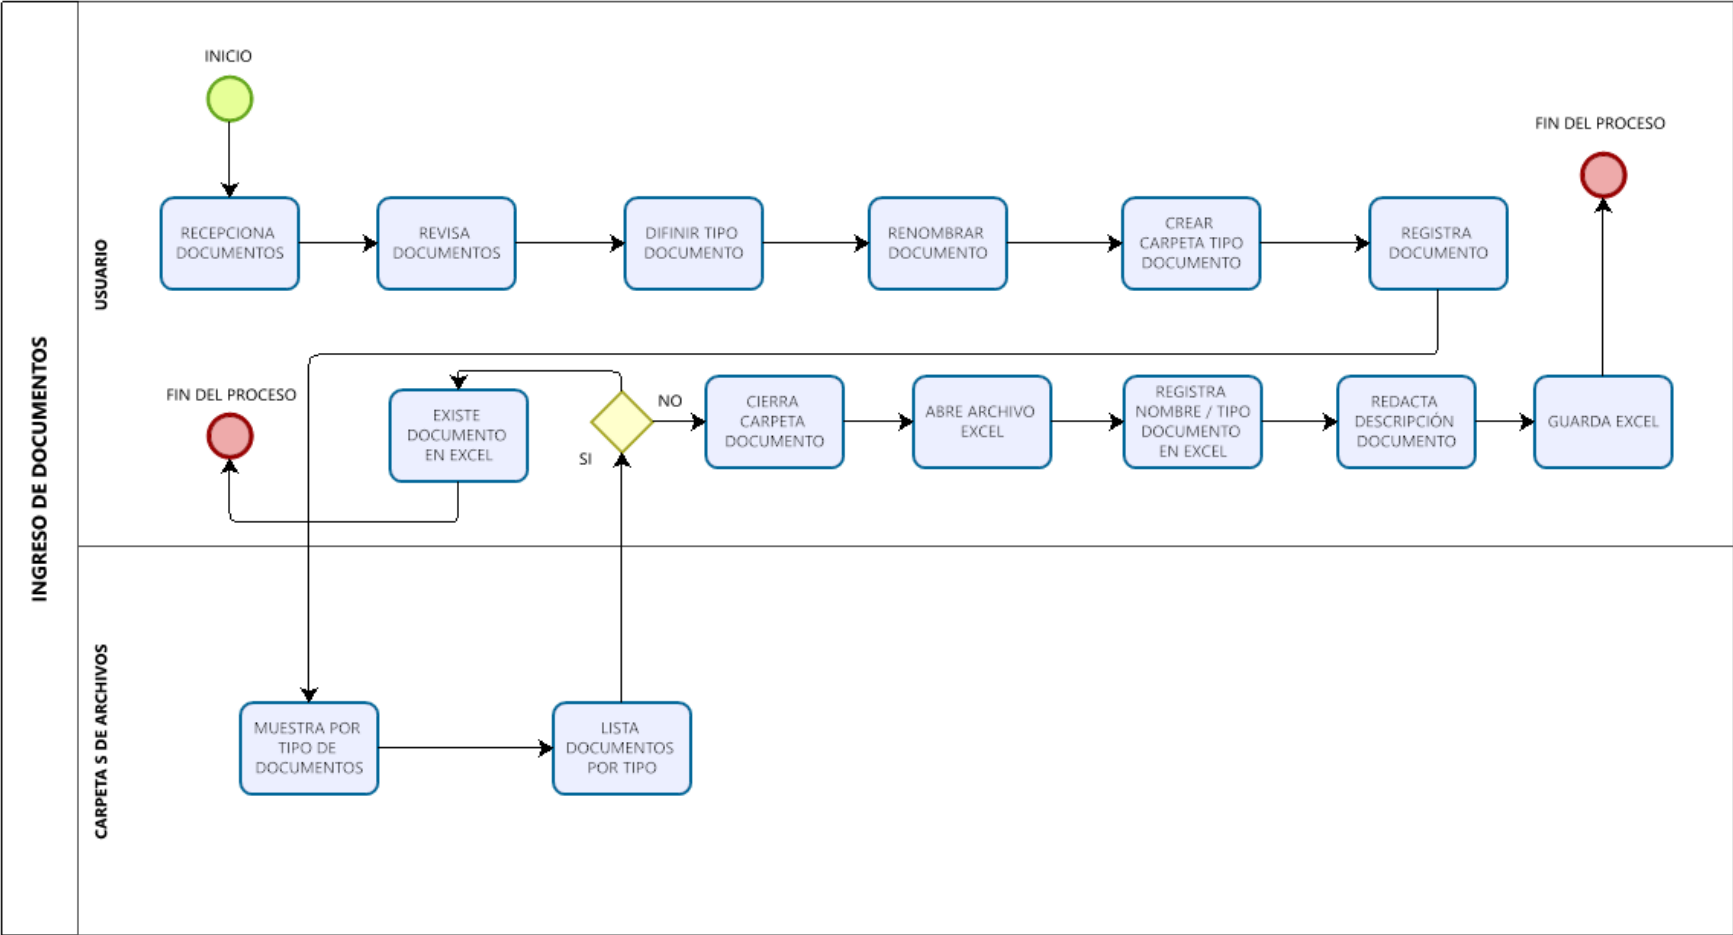 INGRESO DE DOCUMENTOS
USUARIO
INICIO
RECEPCIONA
DOCUMENTOS
REVISA
DOCUMENTOS
DIFINIR TIPO
DOCUMENTO
RENOMBRAR
DOCUMENTO
CREAR
CARPETA TIPO
DOCUMENTO
REGISTRA
DOCUMENTO
FIN DEL PROCESO
FIN DEL PROCESO
EXISTE
DOCUMENTO
EN EXCEL
SI
NO
CIERRA
CARPETA
DOCUMENTO
ABRE ARCHIVO
EXCEL
REGISTRA
NOMBRE / TIPO
DOCUMENTO
EN EXCEL
REDACTA
DESCRIPCIÓN
DOCUMENTO
GUARDA EXCEL
CARPETA S DE ARCHIVOS
MUESTRA POR
TIPO DE
DOCUMENTOS
LISTA
DOCUMENTOS
POR TIPO